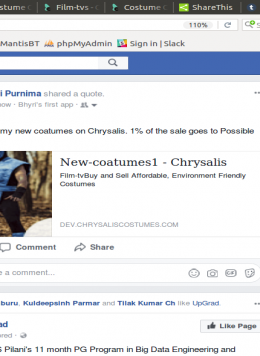 Film-tvs - C Costume C ShareThis
110%
MantisBT phpMyAdmin Sign in | Slack
i Purnima shared a quote.
now · Bhyri's first app ·
my new coatumes on Chrysalis. 1% of the sale goes to Possible
New-coatumes1 - Chrysalis
Film-tvBuy and Sell Affordable, Environment Friendly
Costumes
DEV.CHRYSALISCOSTUMES.COM
Comment Share
e a comment...
GIF
buru, Kuldeepsinh Parmar and Tilak Kumar Ch like UpGrad.
ad
ored ·
Like Page
S Pilani's 11 month PG Program in Big Data Engineering and